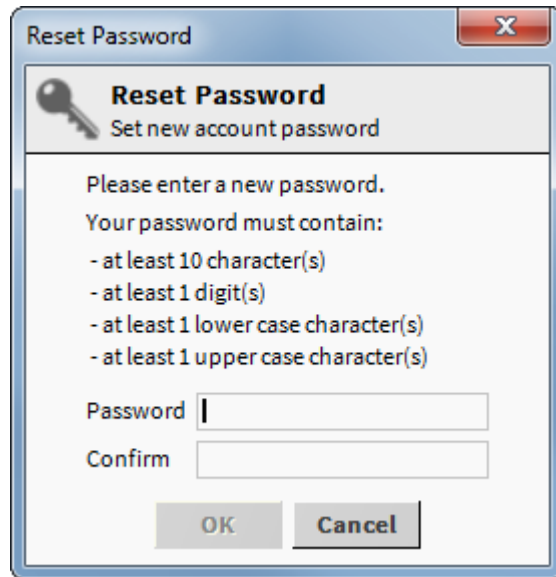 Reset Password
Reset Password
Set new account password
Please enter a new password.
Your password must contain:
- at least 10 character(s)
- at least 1 digit(s)
- at least 1 lower case character(s)
- at least 1 upper case character(s)
Password
Confirm
OK Cancel